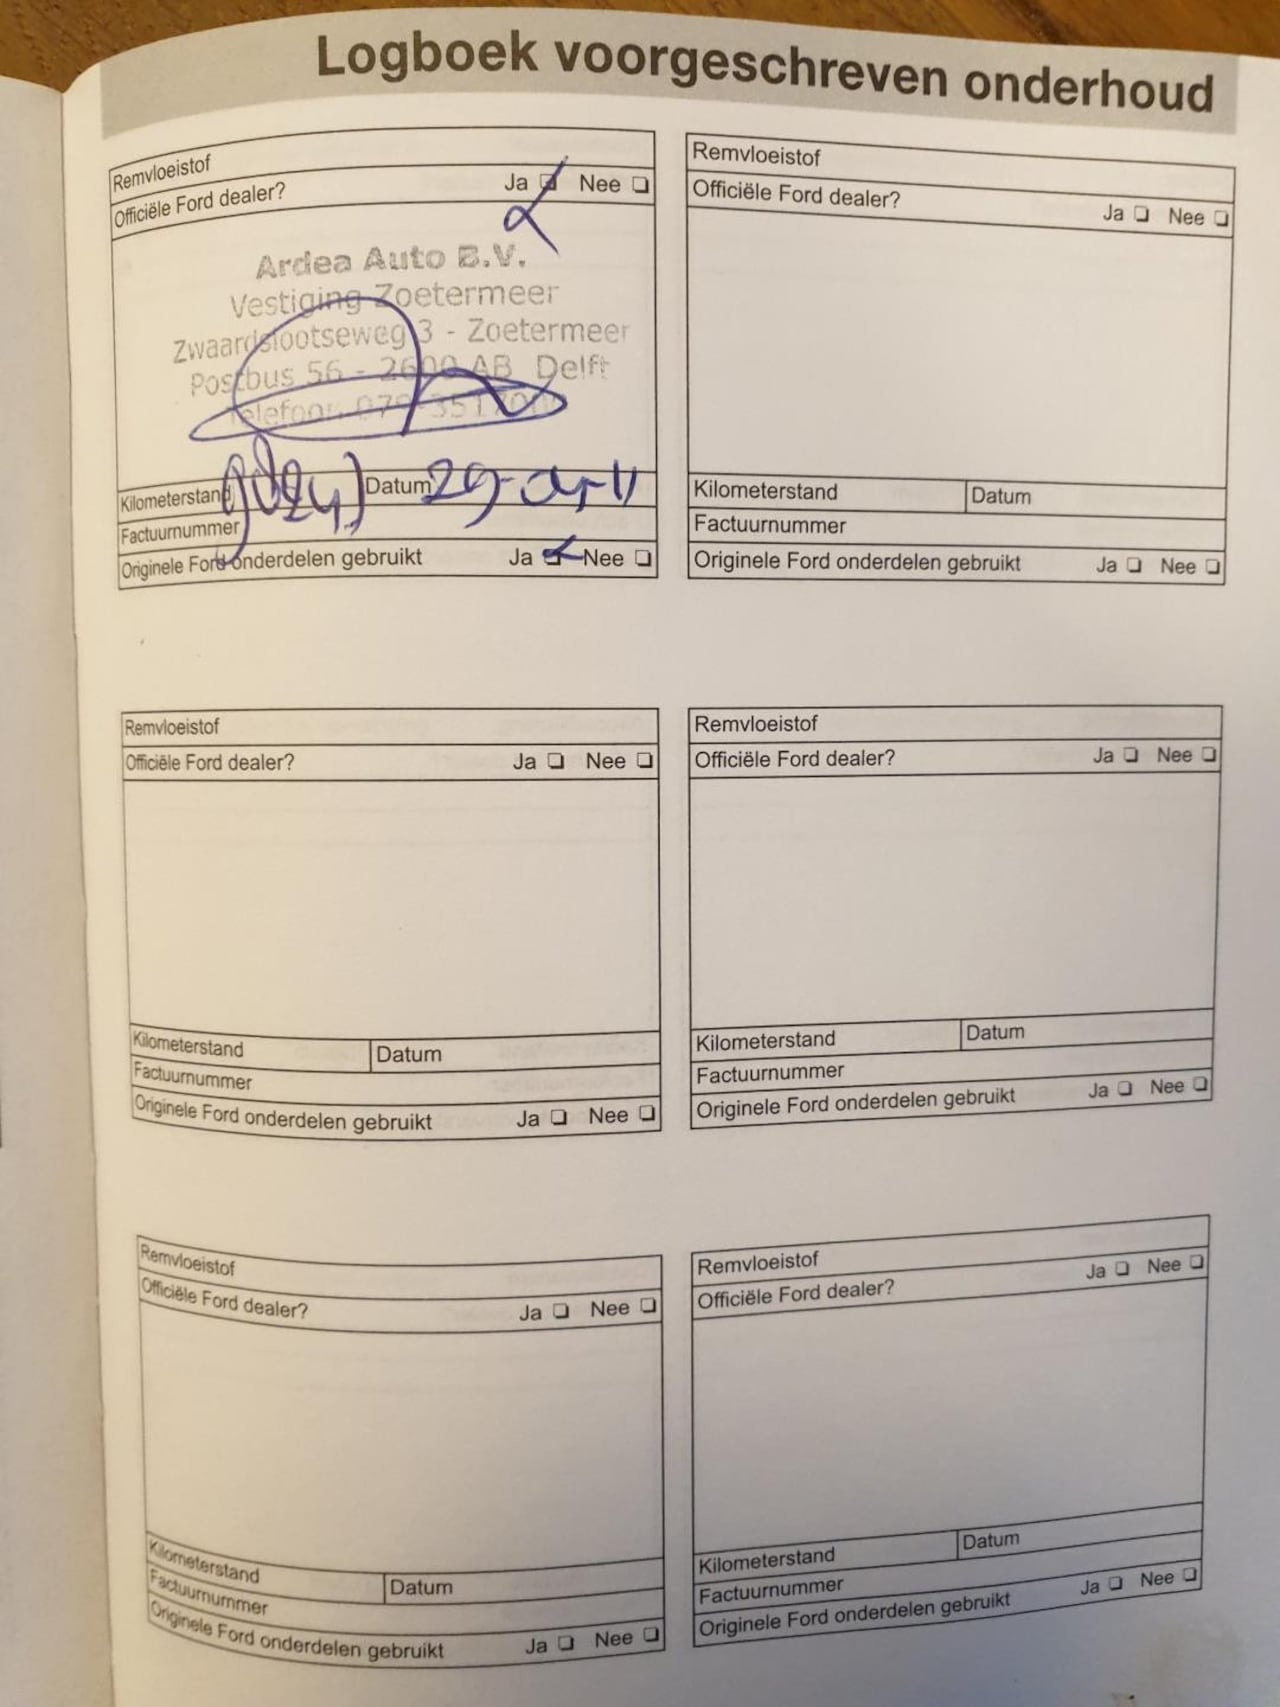 Logboek voorgeschreven onderhoud
Remvloeistof
Officiële Ford dealer? Ja Nee
Ardea Auto B.V.
Vestiging Zoetermeer
Zwaardslootseweg 3 - Zoetermeer
Postbus 56 - 2600 AB Delft
Telefoon 079-
Kilometerstand Datum
Factuurnummer
Originele Ford onderdelen gebruikt Ja Nee
Remvloeistof
Officiële Ford dealer? Ja Nee
Kilometerstand Datum
Factuurnummer
Originele Ford onderdelen gebruikt Ja Nee
Remvloeistof
Officiële Ford dealer? Ja Nee
Kilometerstand Datum
Factuurnummer
Originele Ford onderdelen gebruikt Ja Nee
Remvloeistof
Officiële Ford dealer? Ja Nee
Kilometerstand Datum
Factuurnummer
Originele Ford onderdelen gebruikt Ja Nee
Remvloeistof
Officiële Ford dealer? Ja Nee
Kilometerstand Datum
Factuurnummer
Originele Ford onderdelen gebruikt Ja Nee
Remvloeistof
Officiële Ford dealer? Ja Nee
Kilometerstand Datum
Factuurnummer
Originele Ford onderdelen gebruikt Ja Nee